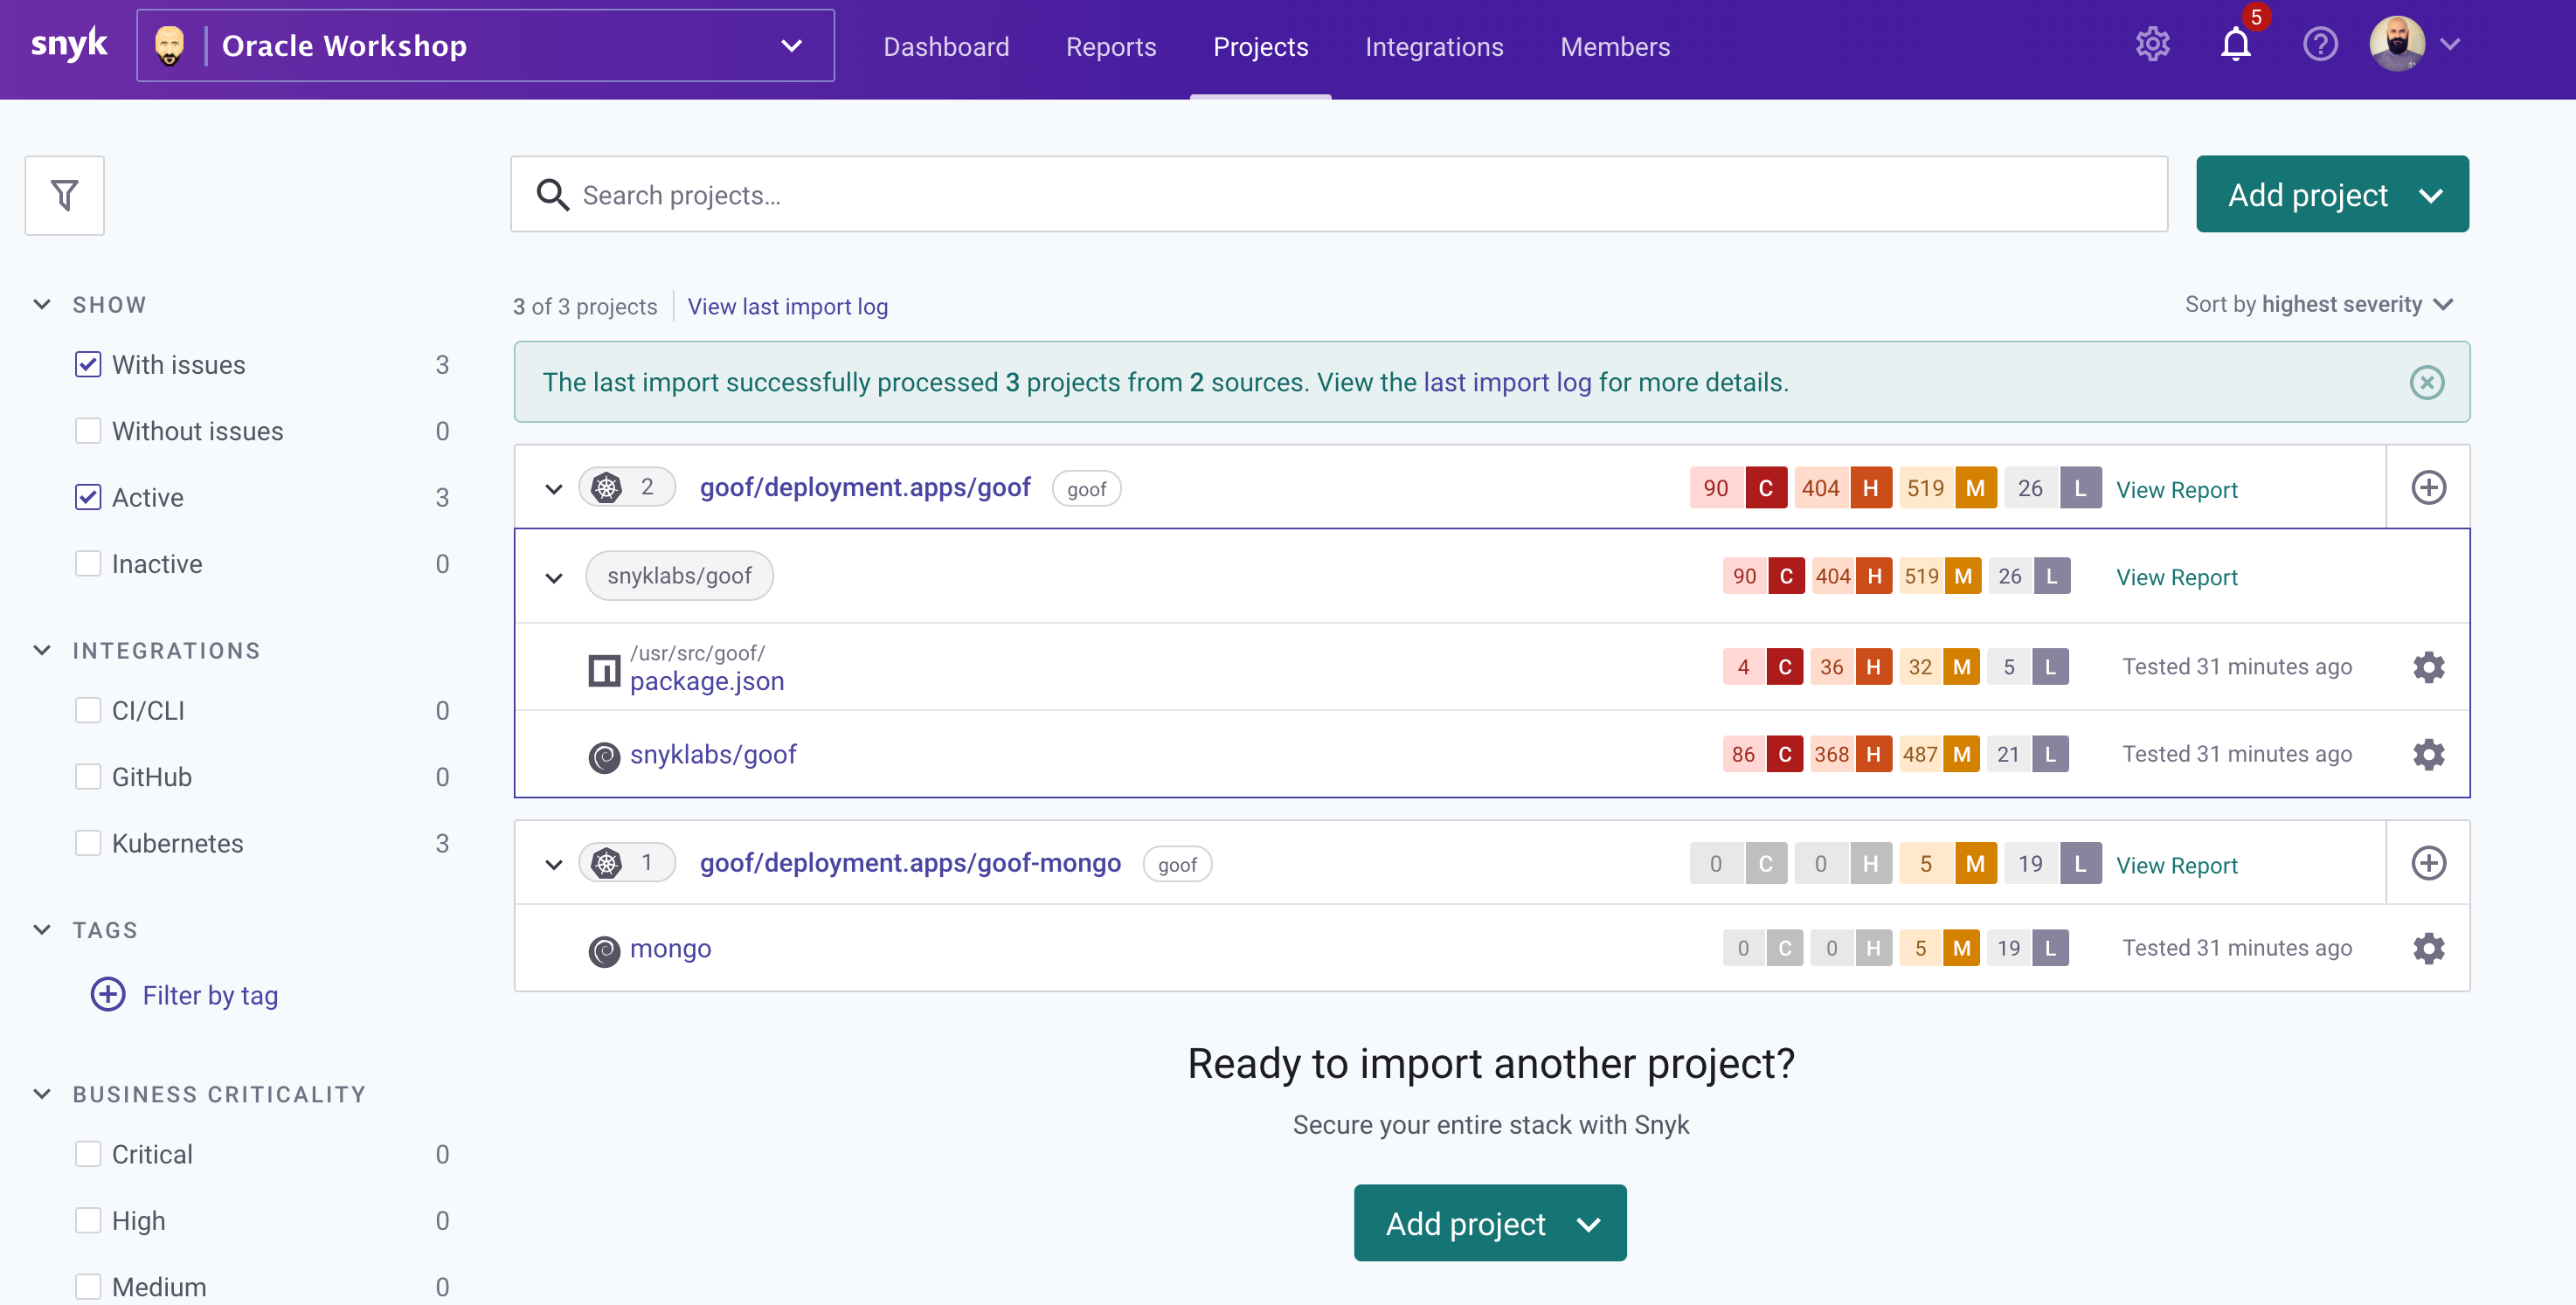 snyk Oracle Workshop Dashboard Reports Projects Integrations Members 5
Search projects...
Add project
SHOW
With issues 3
Without issues 0
Active 3
Inactive 0
INTEGRATIONS
CI/CLI 0
GitHub 0
Kubernetes 3
TAGS
Filter by tag
BUSINESS CRITICALITY
Critical 0
High 0
Medium 0
3 of 3 projects View last import log
Sort by highest severity
The last import successfully processed 3 projects from 2 sources. View the last import log for more details.
2 goof/deployment.apps/goof goof 90 C 404 H 519 M 26 L View Report
snyklabs/goof 90 C 404 H 519 M 26 L View Report
/usr/src/goof/
package.json 4 C 36 H 32 M 5 L Tested 31 minutes ago
snyklabs/goof 86 C 368 H 487 M 21 L Tested 31 minutes ago
1 goof/deployment.apps/goof-mongo goof 0 C 0 H 5 M 19 L View Report
mongo 0 C 0 H 5 M 19 L Tested 31 minutes ago
Ready to import another project?
Secure your entire stack with Snyk
Add project